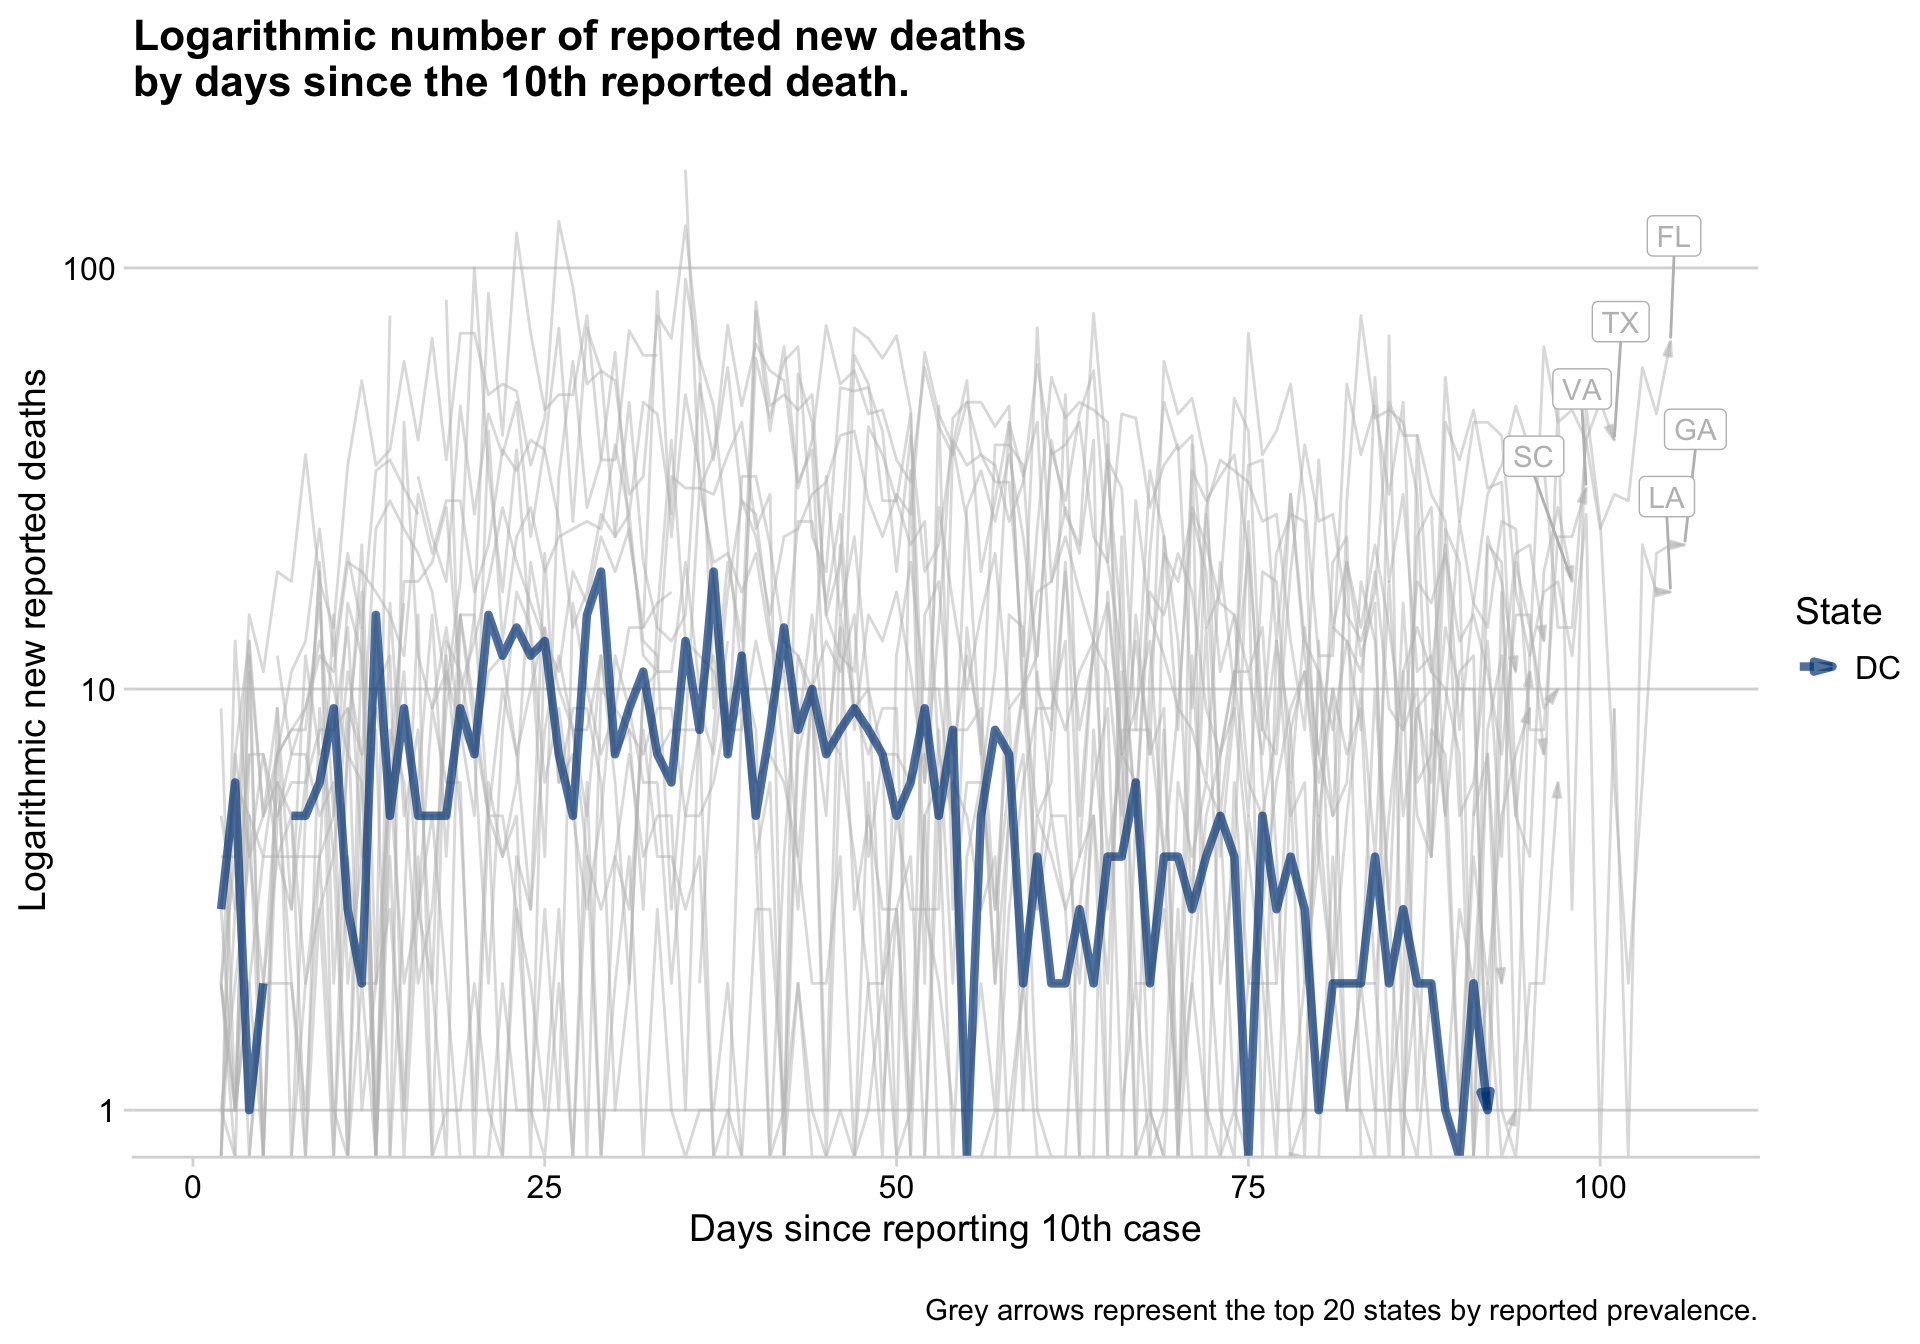 Logarithmic number of reported new deaths
by days since the 10th reported death.
Logarithmic new reported deaths
100
10
1
FL
TX
VA
GA
SC
LA
State
DC
0
25
50
75
100
Days since reporting 10th case
Grey arrows represent the top 20 states by reported prevalence.